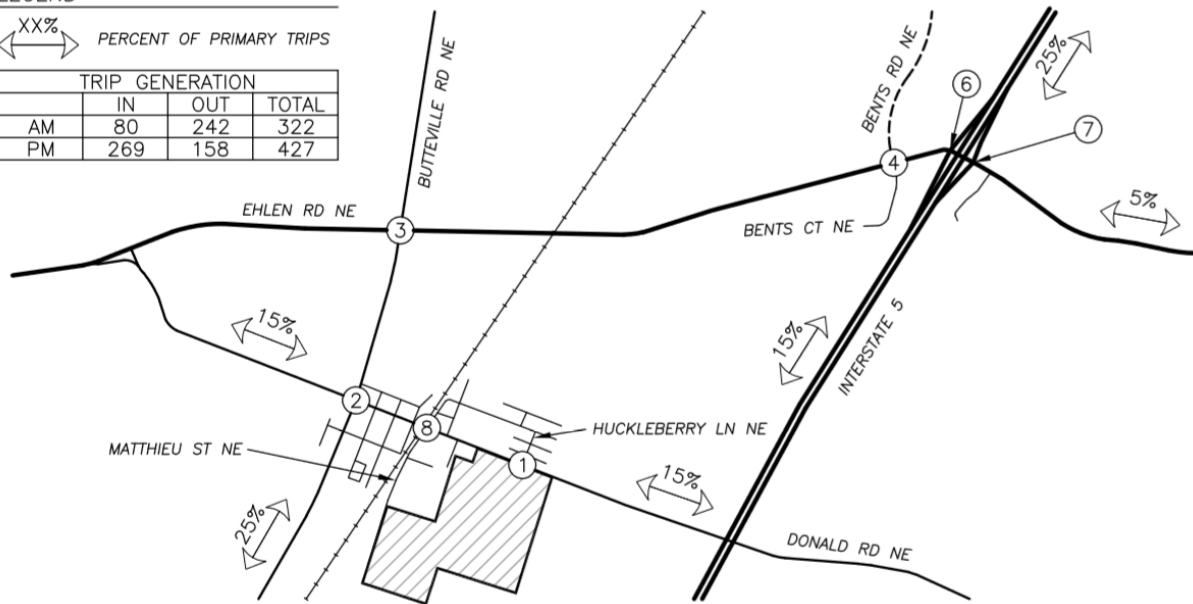 LEGEND
XX%
PERCENT OF PRIMARY TRIPS
TRIP GENERATION
IN OUT TOTAL
AM 80 242 322
PM 269 158 427
BUTTEVILLE RD NE
BENTS RD NE
25%
6
7
4
EHLEN RD NE
3
BENTS CT NE
5%
15%
15%
INTERSTATE 5
2
8
HUCKLEBERRY LN NE
MATTHIEU ST NE
1
15%
25%
DONALD RD NE